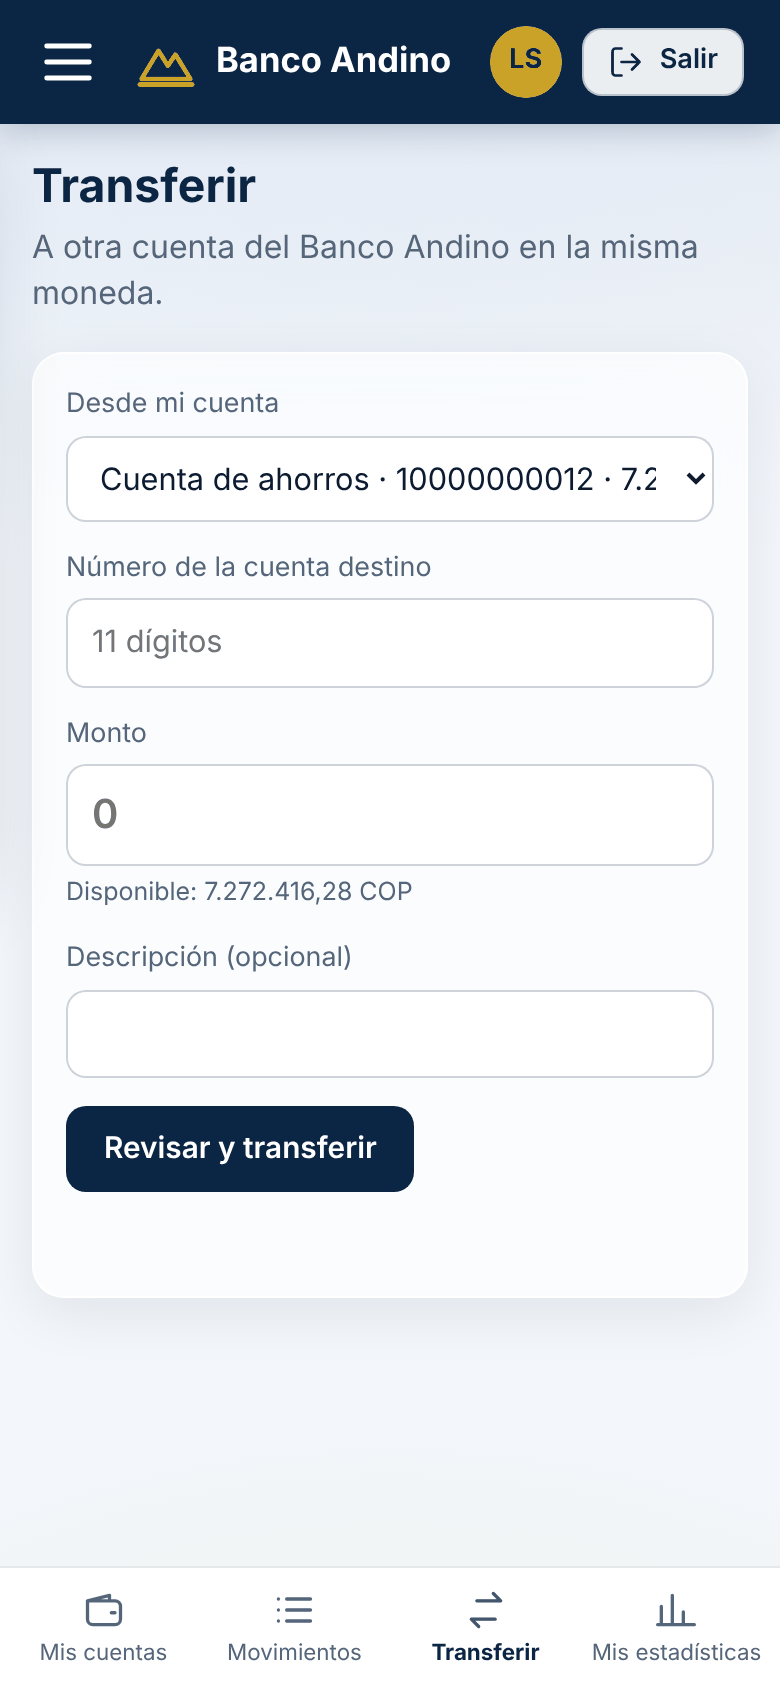 Banco Andino
LS
Salir
Transferir
A otra cuenta del Banco Andino en la misma
moneda.
Desde mi cuenta
Cuenta de ahorros · 10000000012 · 7.2
Número de la cuenta destino
11 dígitos
Monto
0
Disponible: 7.272.416,28 COP
Descripción (opcional)
Revisar y transferir
Mis cuentas
Movimientos
Transferir
Mis estadísticas